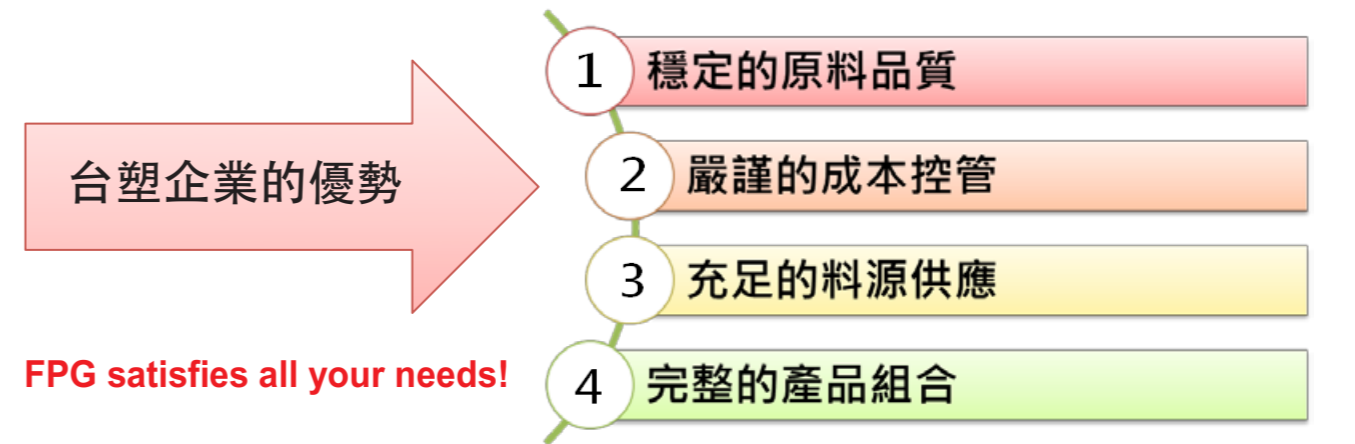 台塑企業的優勢
FPG satisfies all your needs!
1 穩定的原料品質
2 嚴謹的成本控管
3 充足的料源供應
4 完整的產品組合